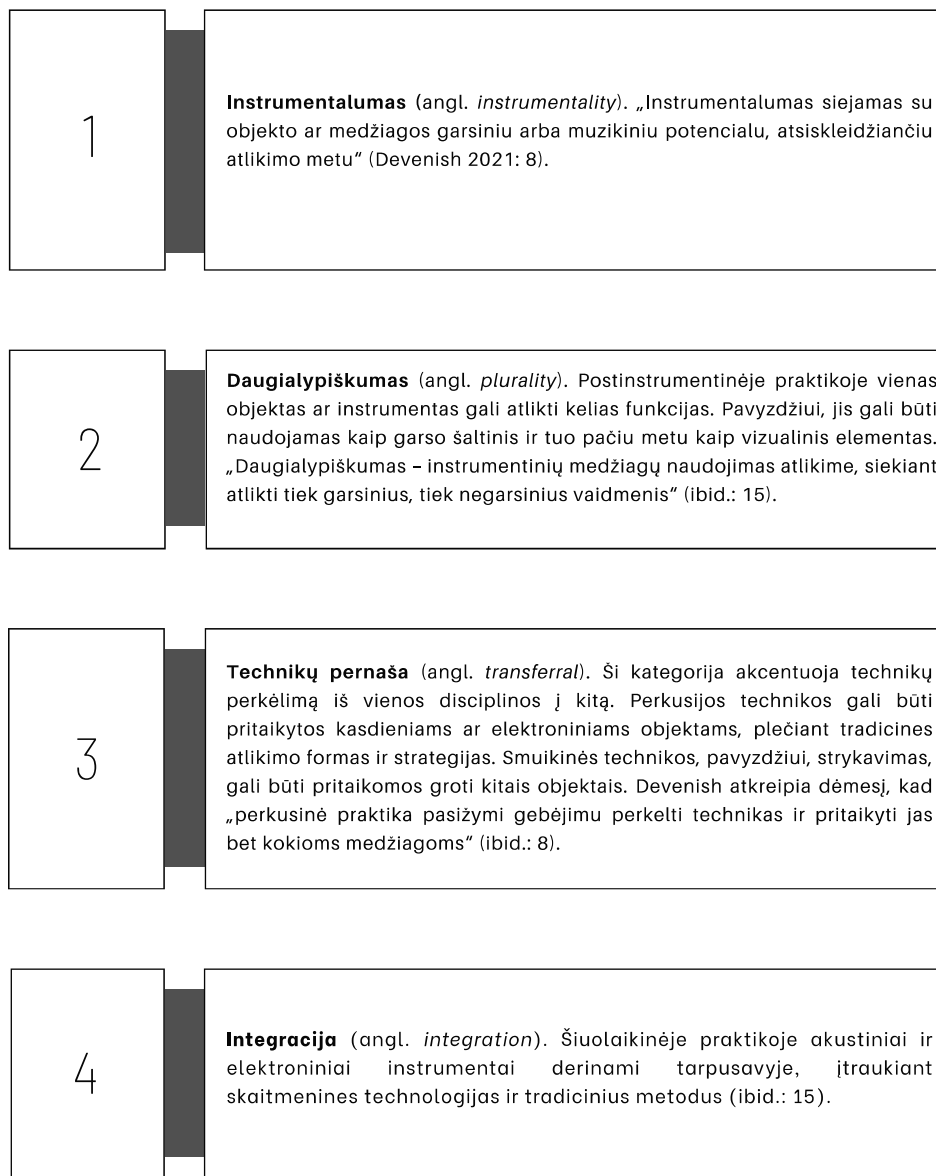 1
Instrumentalumas (angl. instrumentality). „Instrumentalumas siejamas su
objekto ar medžiagos garsiniu arba muzikiniu potencialu, atsiskleidžiančiu
atlikimo metu“ (Devenish 2021: 8).
2
Daugialypiškumas (angl. plurality). Postinstrumentinėje praktikoje vienas
objektas ar instrumentas gali atlikti kelias funkcijas. Pavyzdžiui, jis gali būti
naudojamas kaip garso šaltinis ir tuo pačiu metu kaip vizualinis elementas.
„Daugialypiškumas – instrumentinių medžiagų naudojimas atlikime, siekiant
atlikti tiek garsinius, tiek negarsinius vaidmenis“ (ibid.: 15).
3
Technikų pernaša (angl. transferral). Ši kategorija akcentuoja technikų
perkėlimą iš vienos disciplinos į kitą. Perkusijos technikos gali būti
pritaikytos kasdieniams ar elektroniniams objektams, plečiant tradicines
atlikimo formas ir strategijas. Smuikinės technikos, pavyzdžiui, strykavimas,
gali būti pritaikomos groti kitais objektais. Devenish atkreipia dėmesį, kad
„perkusinė praktika pasižymi gebėjimu perkelti technikas ir pritaikyti jas
bet kokioms medžiagoms“ (ibid.: 8).
4
Integracija (angl. integration). Šiuolaikinėje praktikoje akustiniai ir
elektroniniai instrumentai derinami tarpusavyje, įtraukiant
skaitmenines technologijas ir tradicinius metodus (ibid.: 15).